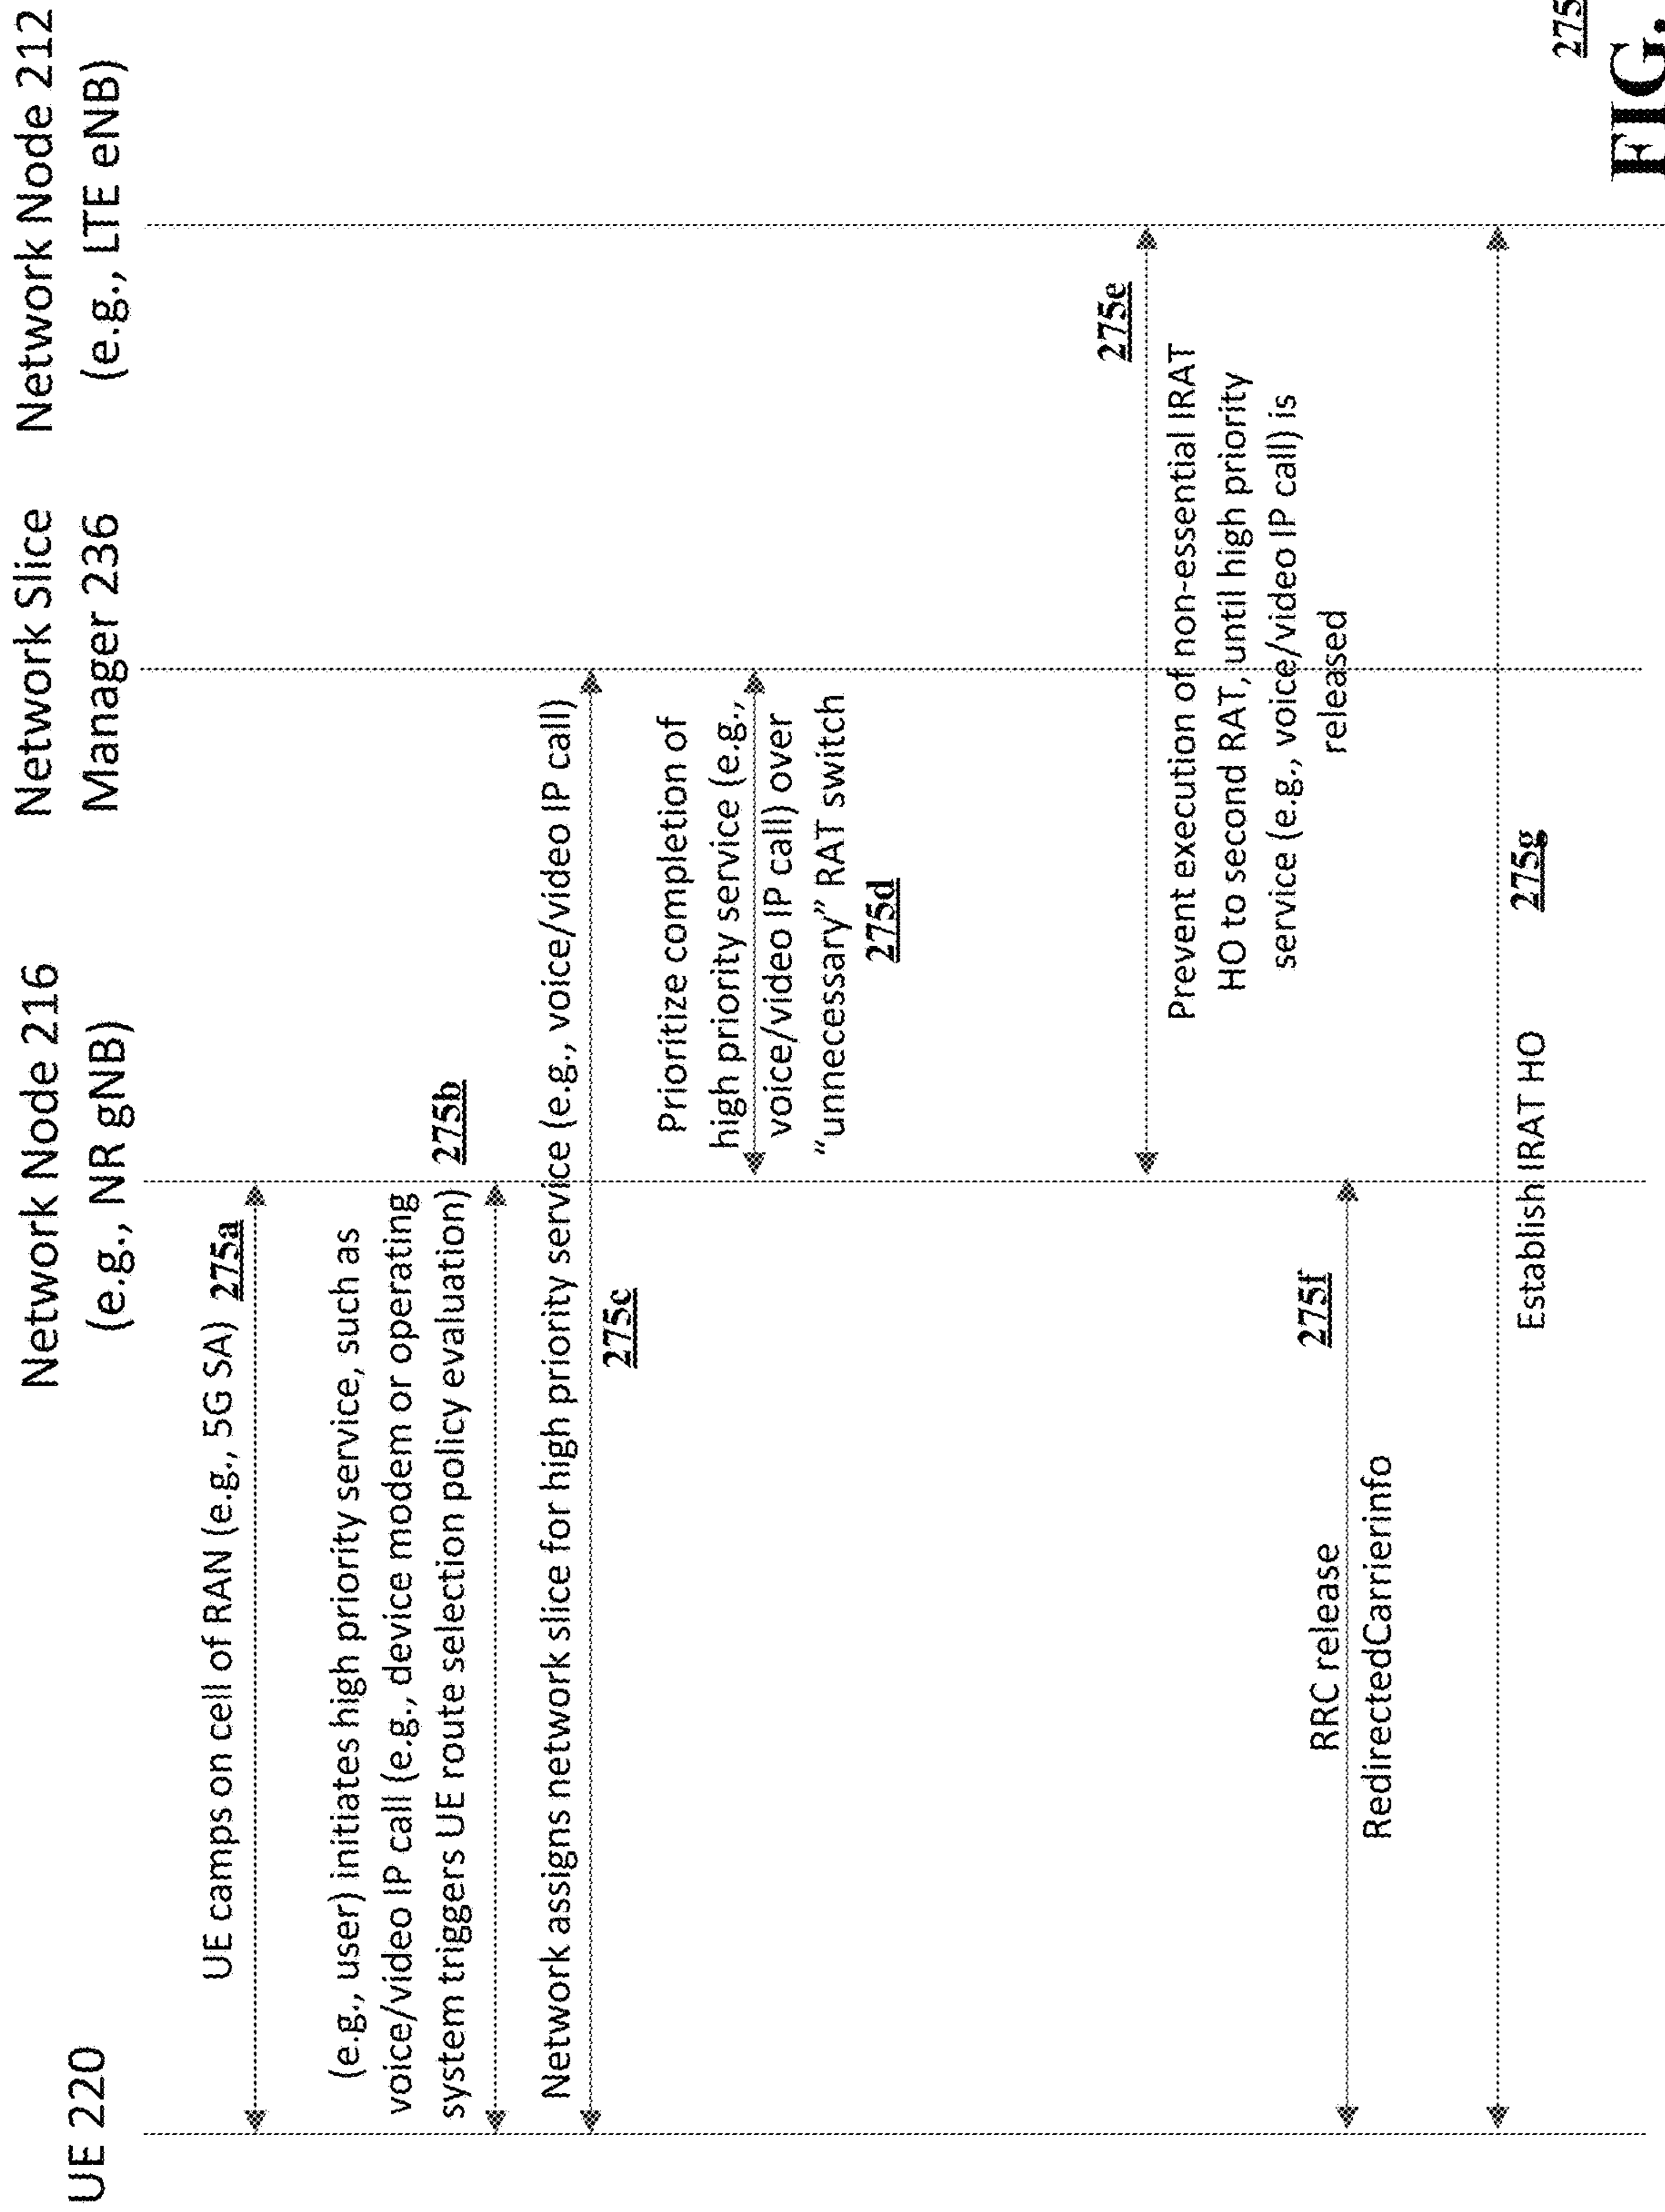 UE 220
Network Node 216
(e.g., NR gNB)
Network Slice
Manager 236
Network Node 212
(e.g., LTE eNB)
UE camps on cell of RAN (e.g., 5G SA) 275a
(e.g., user) initiates high priority service, such as
voice/video IP call (e.g., device modem or operating
system triggers UE route selection policy evaluation)
275b
Network assigns network slice for high priority service (e.g., voice/video IP call)
275c
Prioritize completion of
high priority service (e.g.,
voice/video IP call) over
“unnecessary” RAT switch
275d
275e
Prevent execution of non-essential IRAT
HO to second RAT, until high priority
service (e.g., voice/video IP call) is
released
RRC release
275f
RedirectedCarrierinfo
Establish IRAT HO
275g
275
FIG.